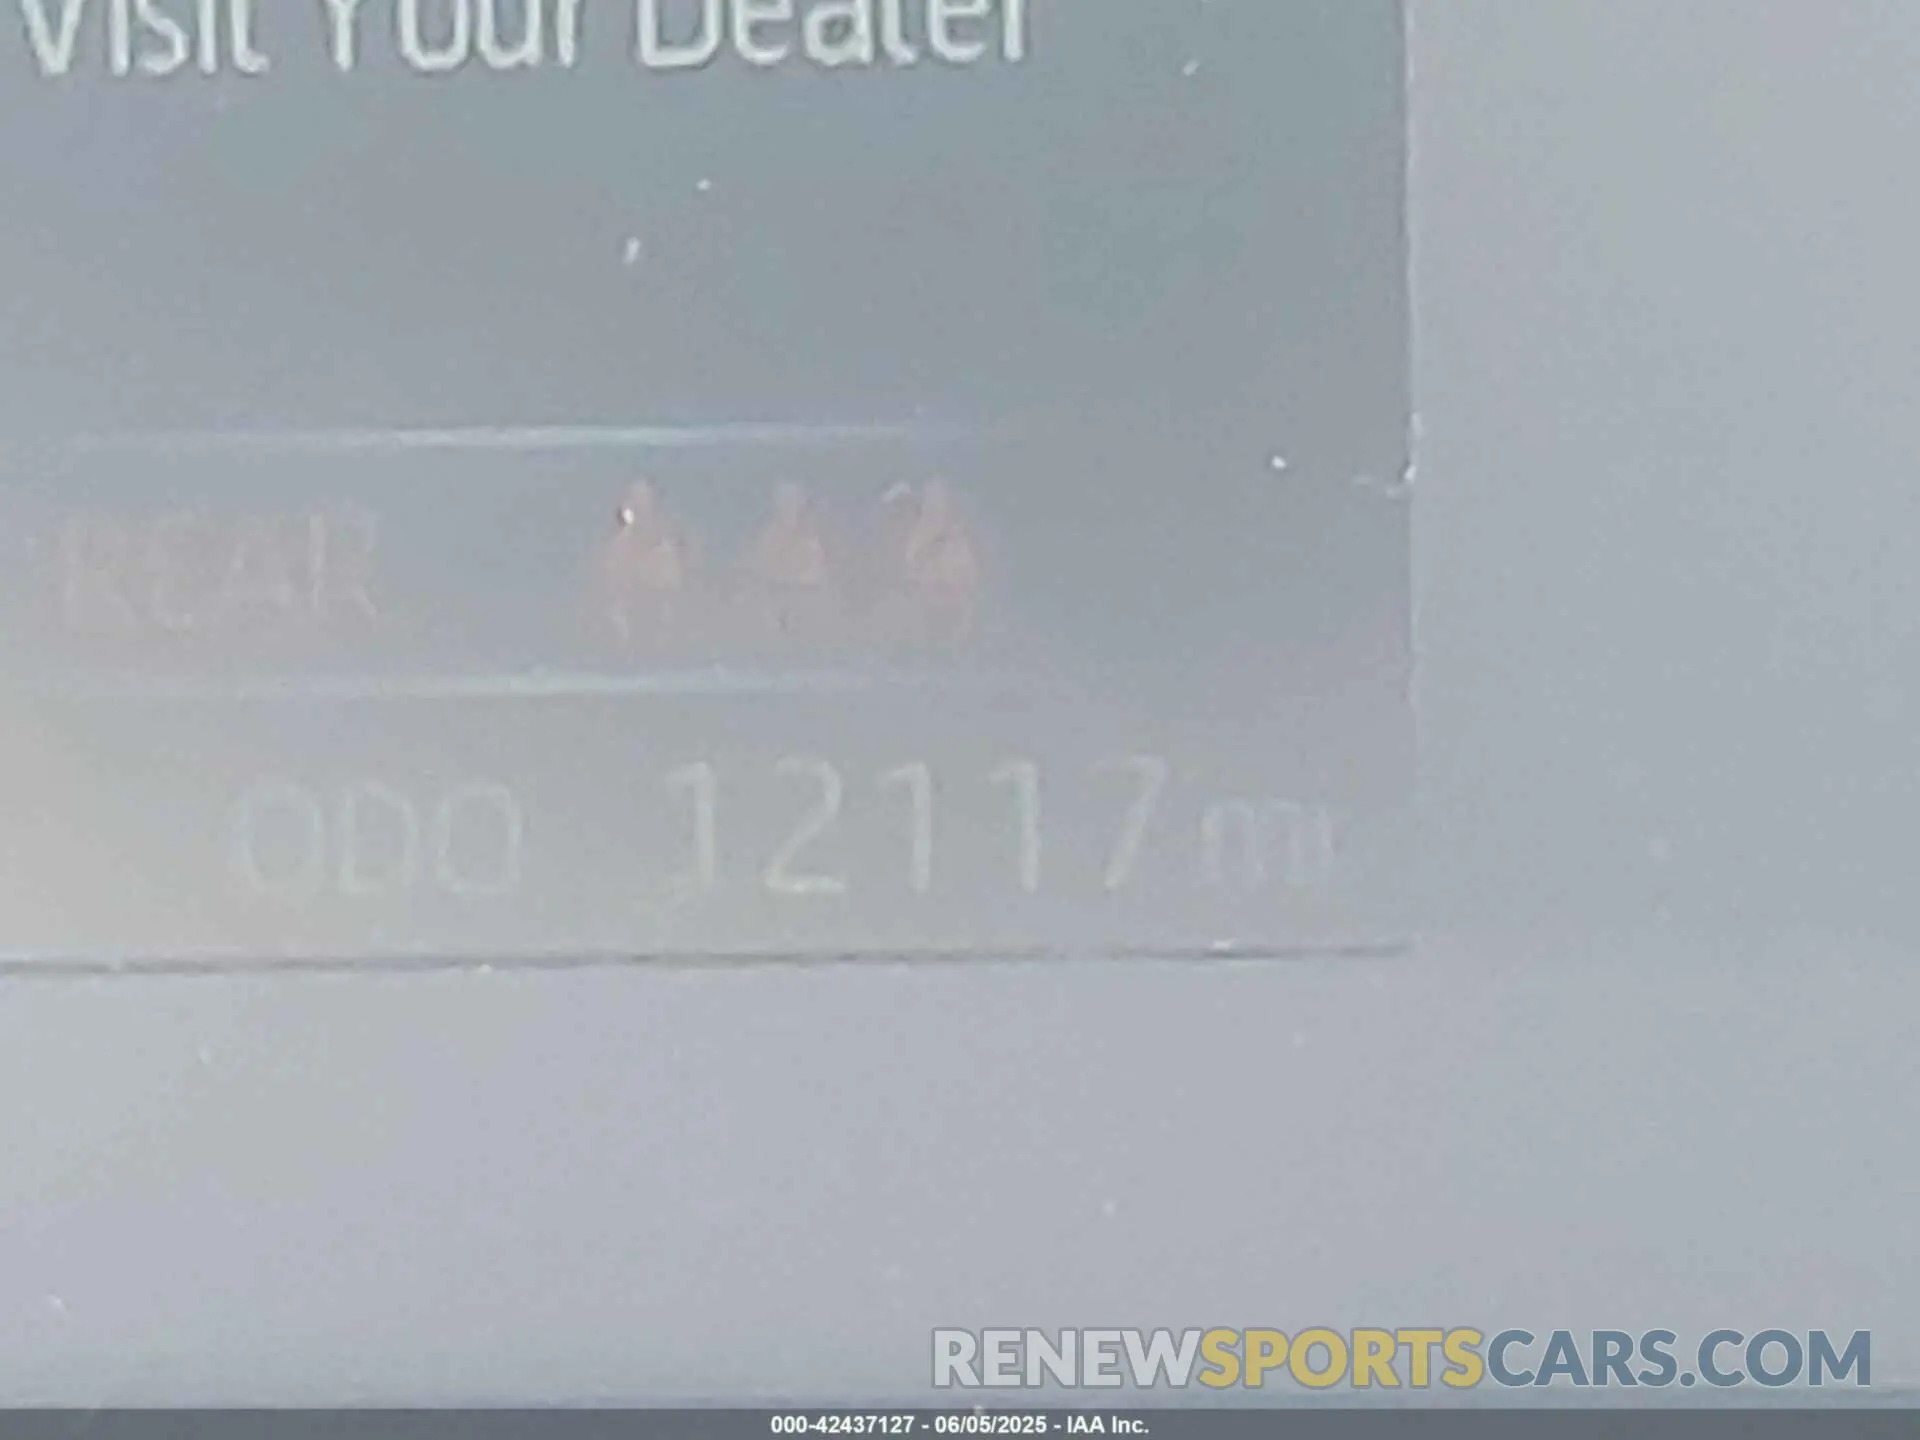 Visit Your Dealer
REAR
ODO 12117 mi
RENEWSPORTSCARS.COM
000-42437127 - 06/05/2025 - IAA Inc.